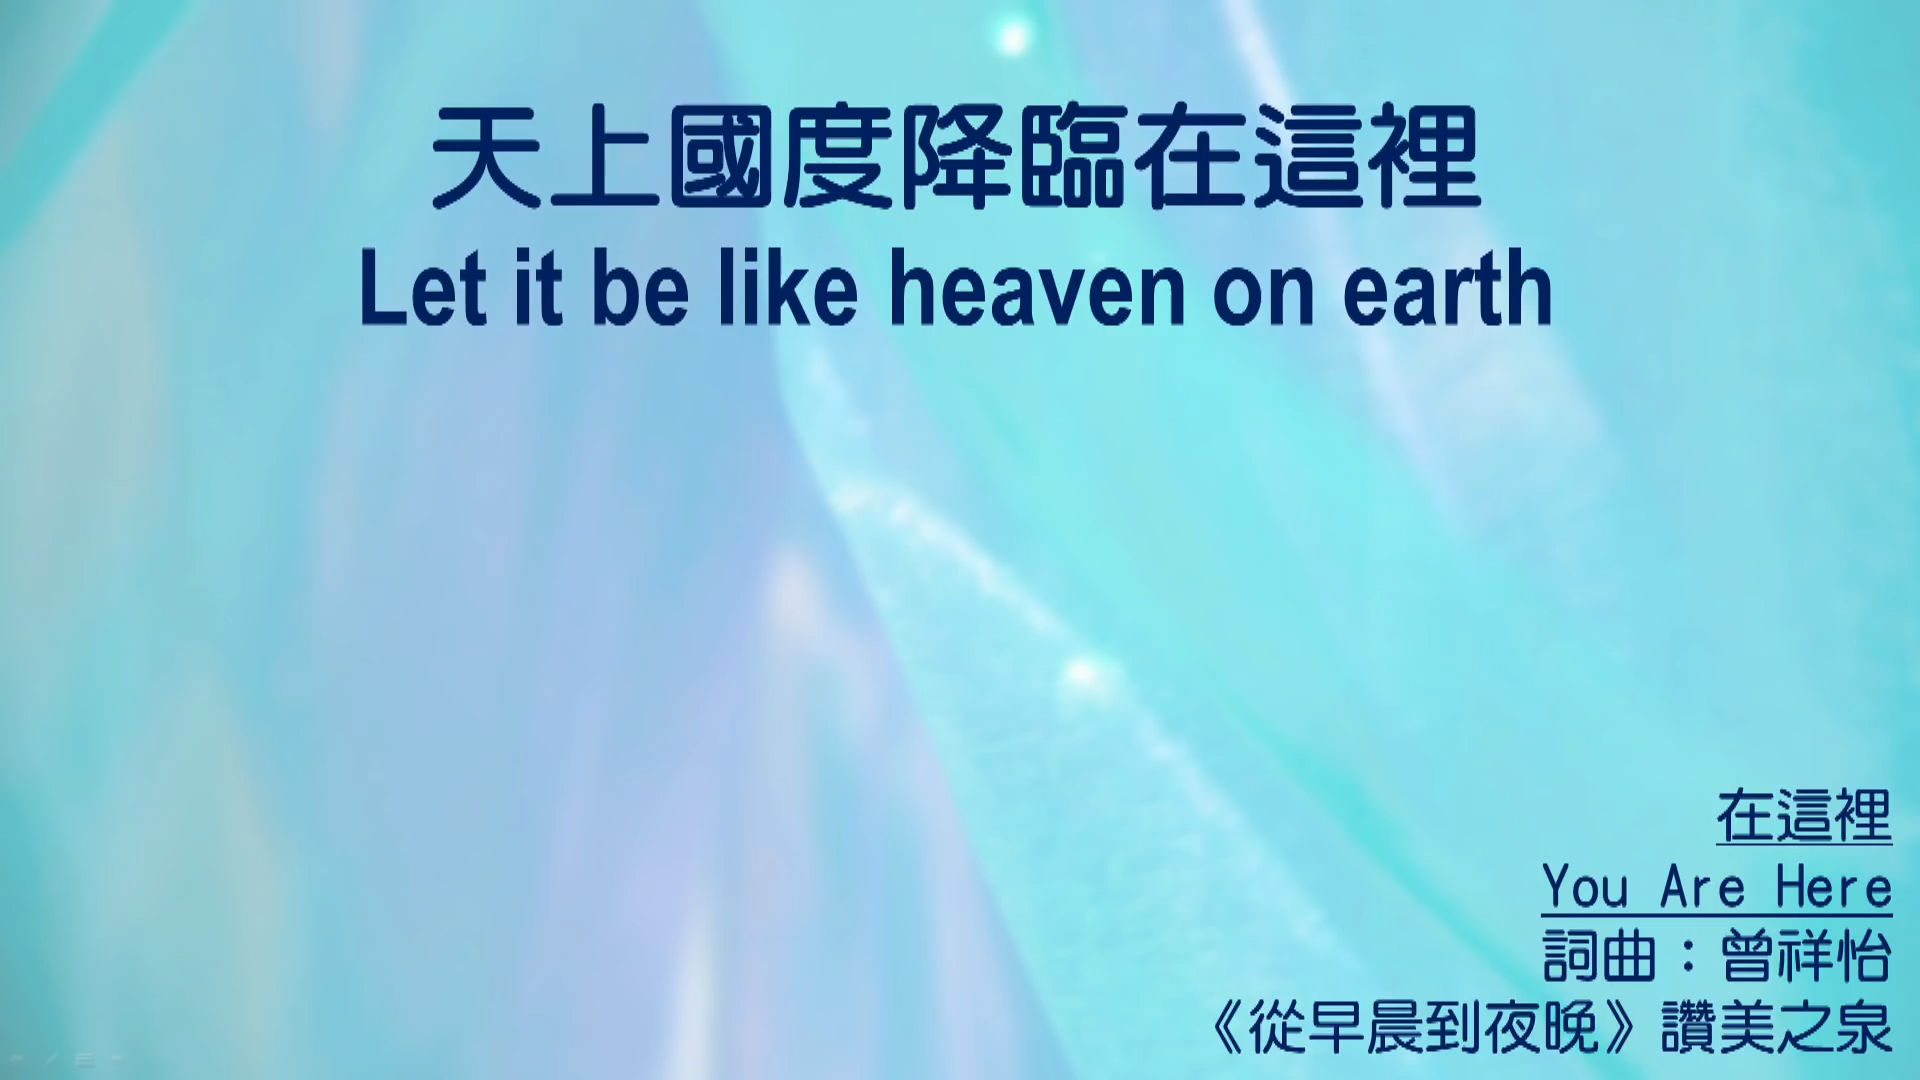 天上國度降臨在這裡
Let it be like heaven on earth
在這裡
You Are Here
詞曲：曾祥怡
《從早晨到夜晚》讚美之泉